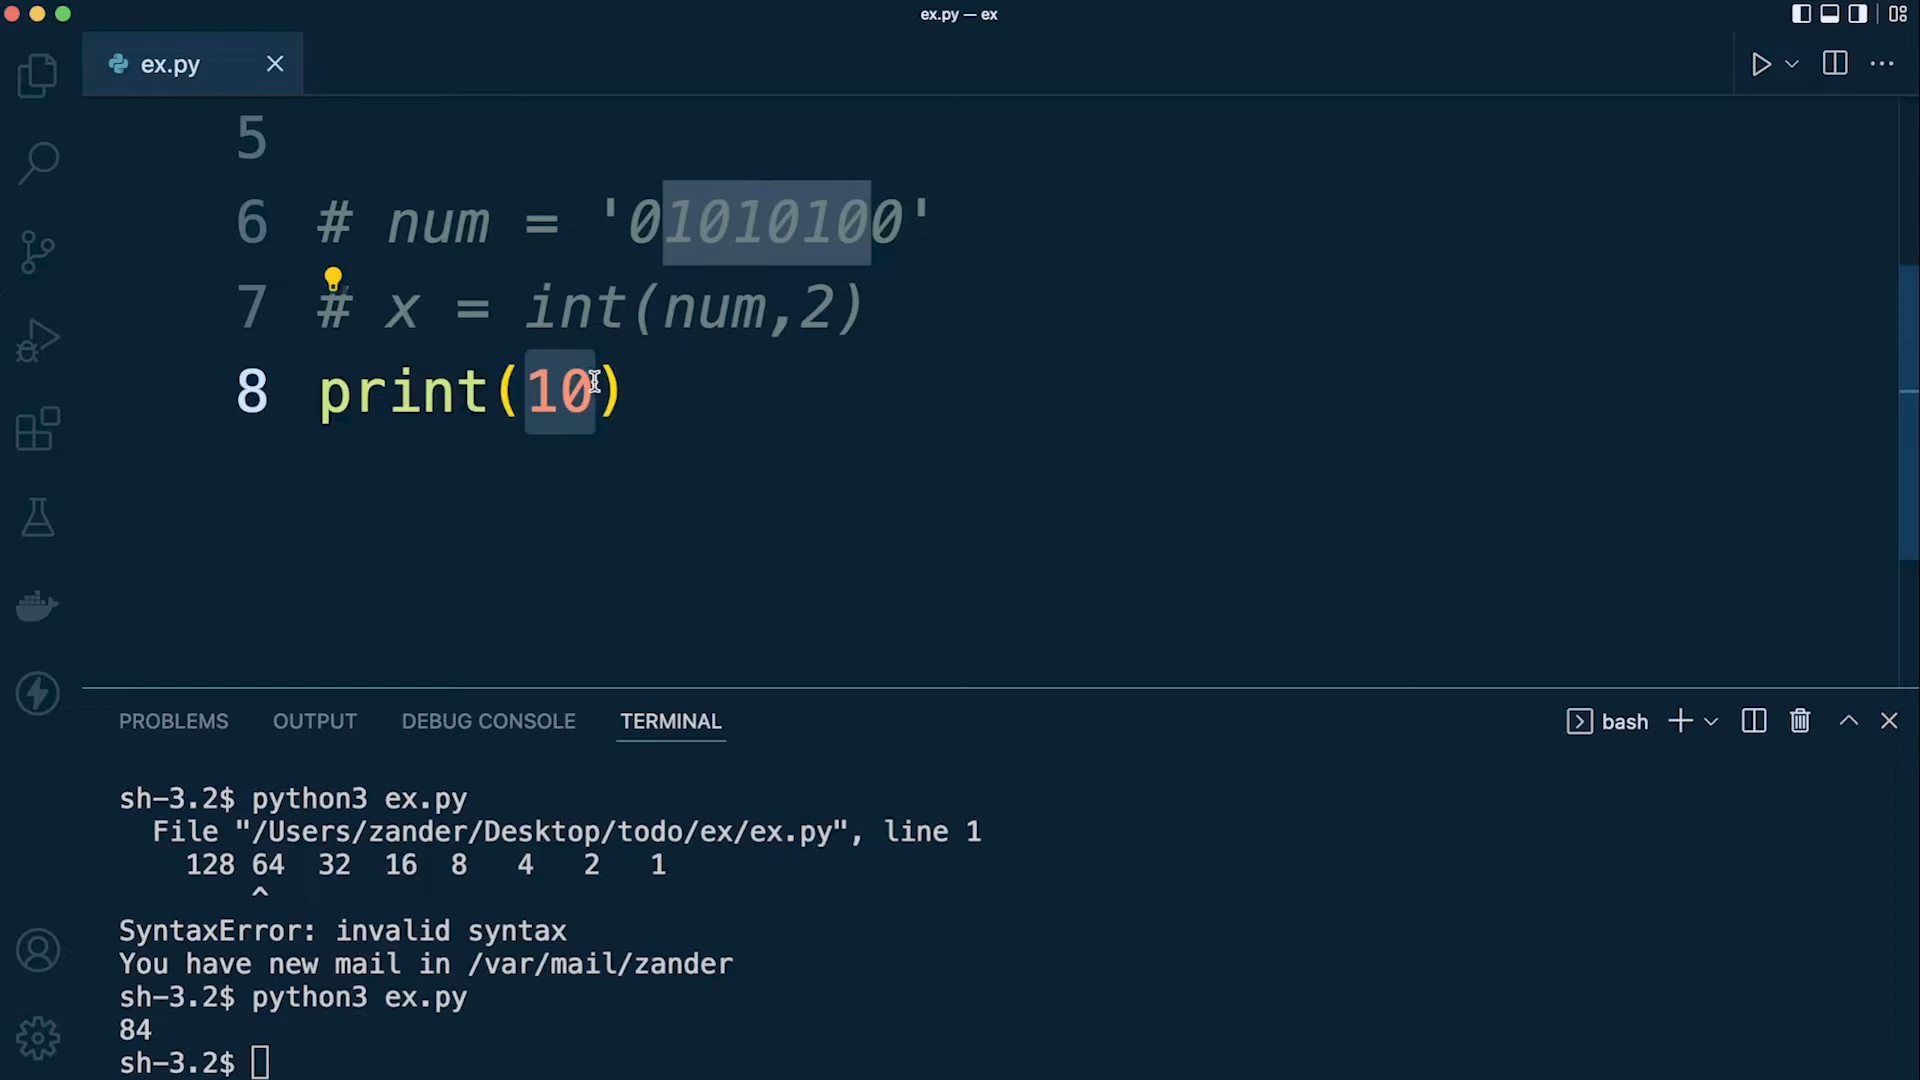 ex.py — ex
ex.py
5
6 # num = '01010100'
7 # x = int(num,2)
8 print(10)
PROBLEMS OUTPUT DEBUG CONSOLE TERMINAL bash
sh-3.2$ python3 ex.py
File "/Users/zander/Desktop/todo/ex/ex.py", line 1
128 64 32 16 8 4 2 1
^
SyntaxError: invalid syntax
You have new mail in /var/mail/zander
sh-3.2$ python3 ex.py
84
sh-3.2$